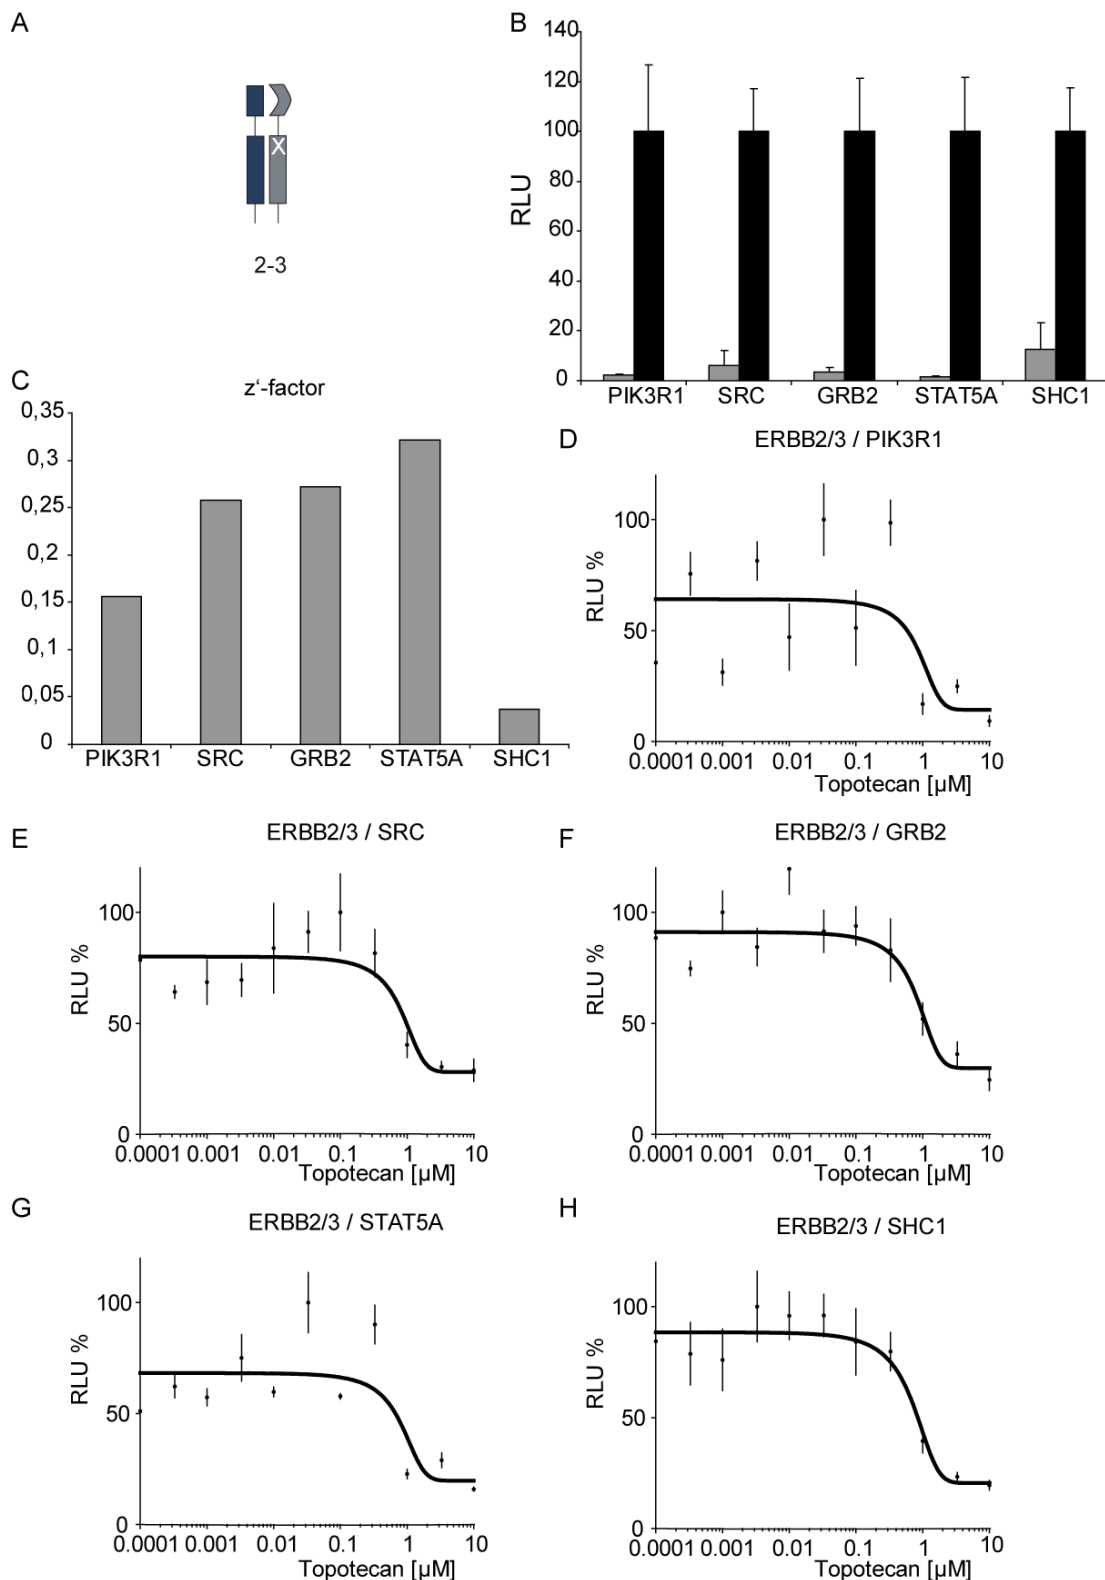 A
X
2-3
B
RLU
140
120
100
80
60
40
20
0
PIK3R1 SRC GRB2 STAT5A SHC1
C
z‘-factor
0,35
0,3
0,25
0,2
0,15
0,1
0,05
0
PIK3R1 SRC GRB2 STAT5A SHC1
D
ERBB2/3 / PIK3R1
RLU %
100
50
0
0.0001 0.001 0.01 0.1 1 10
Topotecan [µM]
E
ERBB2/3 / SRC
RLU %
100
50
0
0.0001 0.001 0.01 0.1 1 10
Topotecan [µM]
F
ERBB2/3 / GRB2
RLU %
100
50
0
0.0001 0.001 0.01 0.1 1 10
Topotecan [µM]
G
ERBB2/3 / STAT5A
RLU %
100
50
0
0.0001 0.001 0.01 0.1 1 10
Topotecan [µM]
H
ERBB2/3 / SHC1
RLU %
100
50
0
0.0001 0.001 0.01 0.1 1 10
Topotecan [µM]